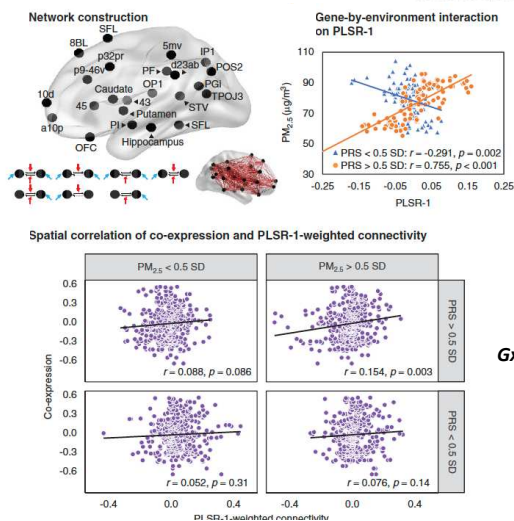 Network construction
SFL
8BL
p32pr
p9-46v
5mv
d23ab
IP1
PF
POS2
OP1
PGI
Caudate
TPOJ3
10d
45
43
STV
Putamen
a10p
PI
SFL
OFC
Hippocampus
Gene-by-environment interaction
on PLSR-1
PM2.5 (μg/m3)
110
90
70
50
30
PRS < 0.5 SD: r = -0.291, p = 0.002
PRS > 0.5 SD: r = 0.755, p < 0.001
-0.25 -0.15 -0.05 0.05 0.15 0.25
PLSR-1
Spatial correlation of co-expression and PLSR-1-weighted connectivity
PM2.5 < 0.5 SD
PM2.5 > 0.5 SD
Co-expression
0.6
0.3
0.0
-0.3
-0.6
r = 0.088, p = 0.086
r = 0.154, p = 0.003
PRS > 0.5 SD
Gx
0.6
0.3
0.0
-0.3
-0.6
r = 0.052, p = 0.31
r = 0.076, p = 0.14
PRS < 0.5 SD
-0.4 0.0 0.4 -0.4 0.0 0.4
PLSR-1-weighted connectivity